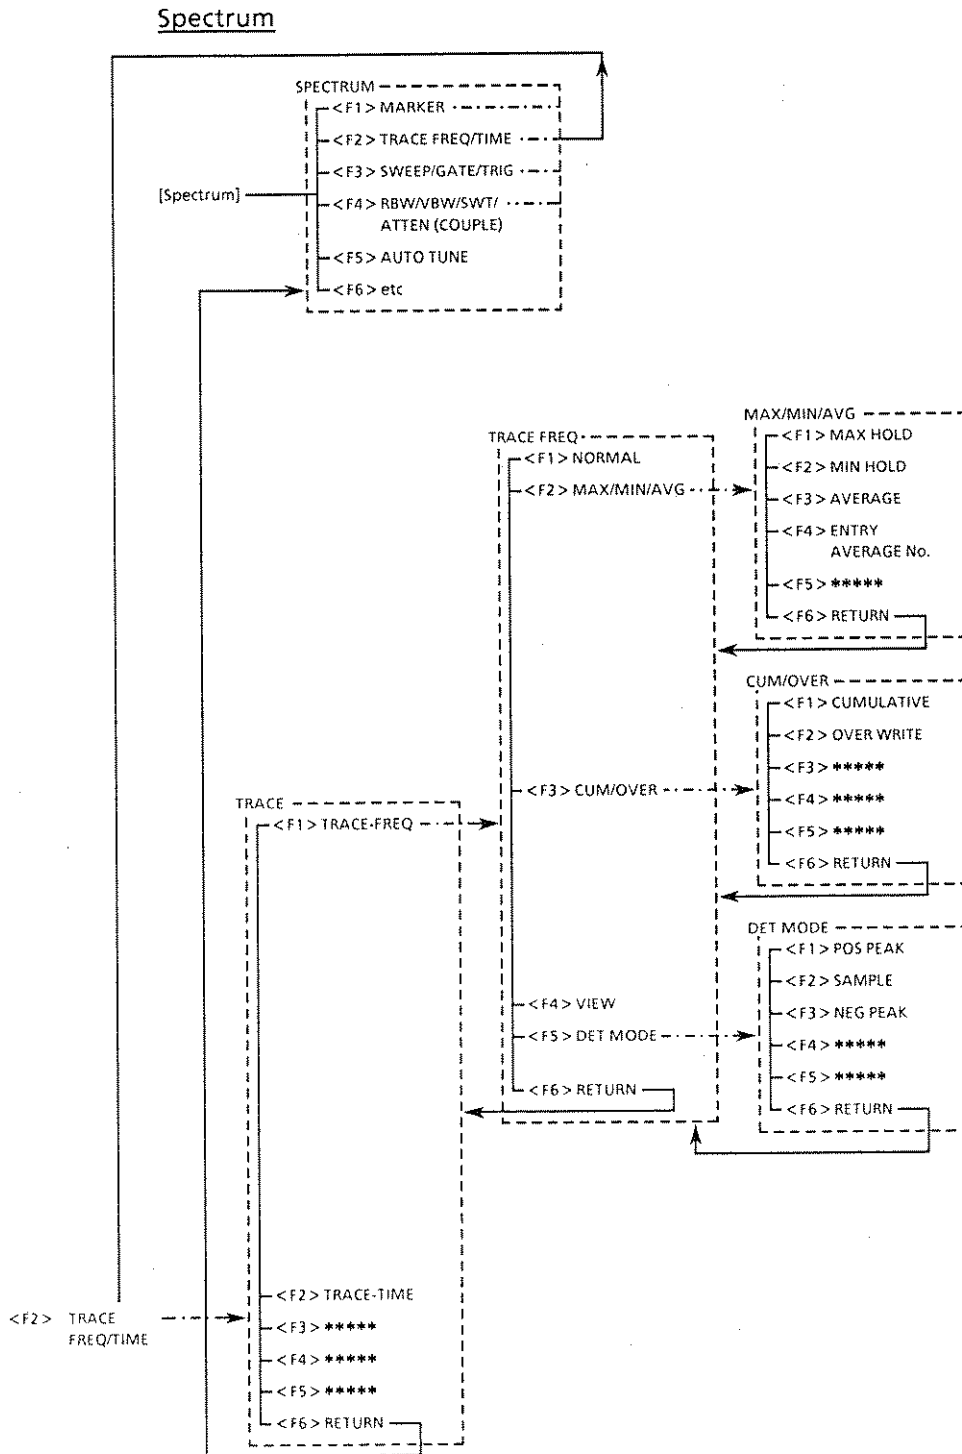 Spectrum
SPECTRUM
<F1> MARKER
<F2> TRACE FREQ/TIME
<F3> SWEEP/GATE/TRIG
[Spectrum]
<F4> RBW/VBW/SWT/
ATTEN (COUPLE)
<F5> AUTO TUNE
<F6> etc
MAX/MIN/AVG
<F1> MAX HOLD
<F2> MIN HOLD
<F3> AVERAGE
<F4> ENTRY
AVERAGE No.
<F5> *****
<F6> RETURN
TRACE FREQ
<F1> NORMAL
<F2> MAX/MIN/AVG
<F3> CUM/OVER
<F4> VIEW
<F5> DET MODE
<F6> RETURN
CUM/OVER
<F1> CUMULATIVE
<F2> OVER WRITE
<F3> *****
<F4> *****
<F5> *****
<F6> RETURN
DET MODE
<F1> POS PEAK
<F2> SAMPLE
<F3> NEG PEAK
<F4> *****
<F5> *****
<F6> RETURN
TRACE
<F1> TRACE-FREQ
<F2> TRACE-TIME
<F3> *****
<F4> *****
<F5> *****
<F6> RETURN
<F2> TRACE
FREQ/TIME